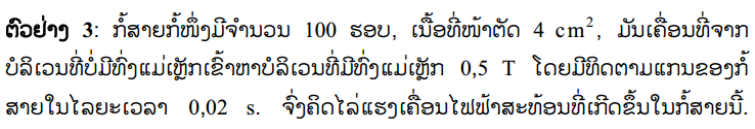 ຕົວຢ່າງ 3: ກໍ້ສາຍກໍ້ໜຶ່ງມີຈຳນວນ 100 ຮອບ, ເນື້ອທີ່ໜ້າຕັດ 4 cm², ມັນເຄື່ອນທີ່ຈາກ
ບໍລິເວນທີ່ບໍ່ມີທົ່ງແມ່ເຫຼັກເຂົ້າຫາບໍລິເວນທີ່ມີທົ່ງແມ່ເຫຼັກ 0,5 T ໂດຍມີທິດຕາມແກນຂອງກໍ້
ສາຍໃນໄລຍະເວລາ 0,02 s. ຈົ່ງຄິດໄລ່ແຮງເຄື່ອນໄຟຟ້າສະທ້ອນທີ່ເກີດຂຶ້ນໃນກໍ້ສາຍນີ້.